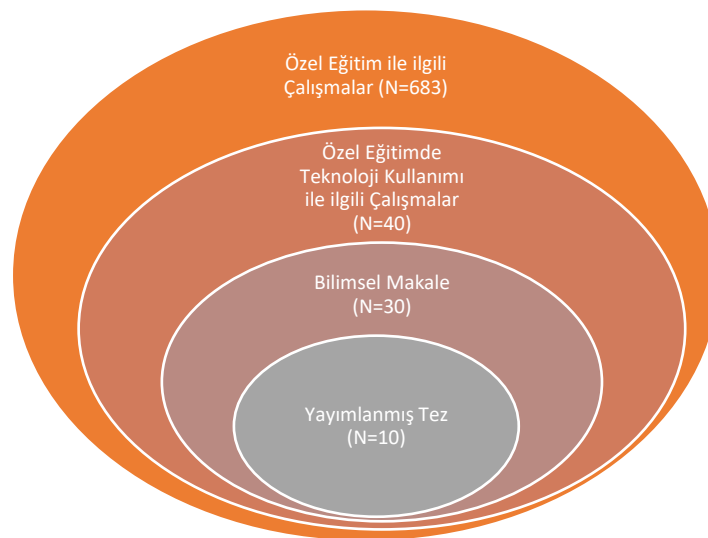 Özel Eğitim ile ilgili
Çalışmalar (N=683)
Özel Eğitimde
Teknoloji Kullanımı
ile ilgili Çalışmalar
(N=40)
Bilimsel Makale
(N=30)
Yayımlanmış Tez
(N=10)